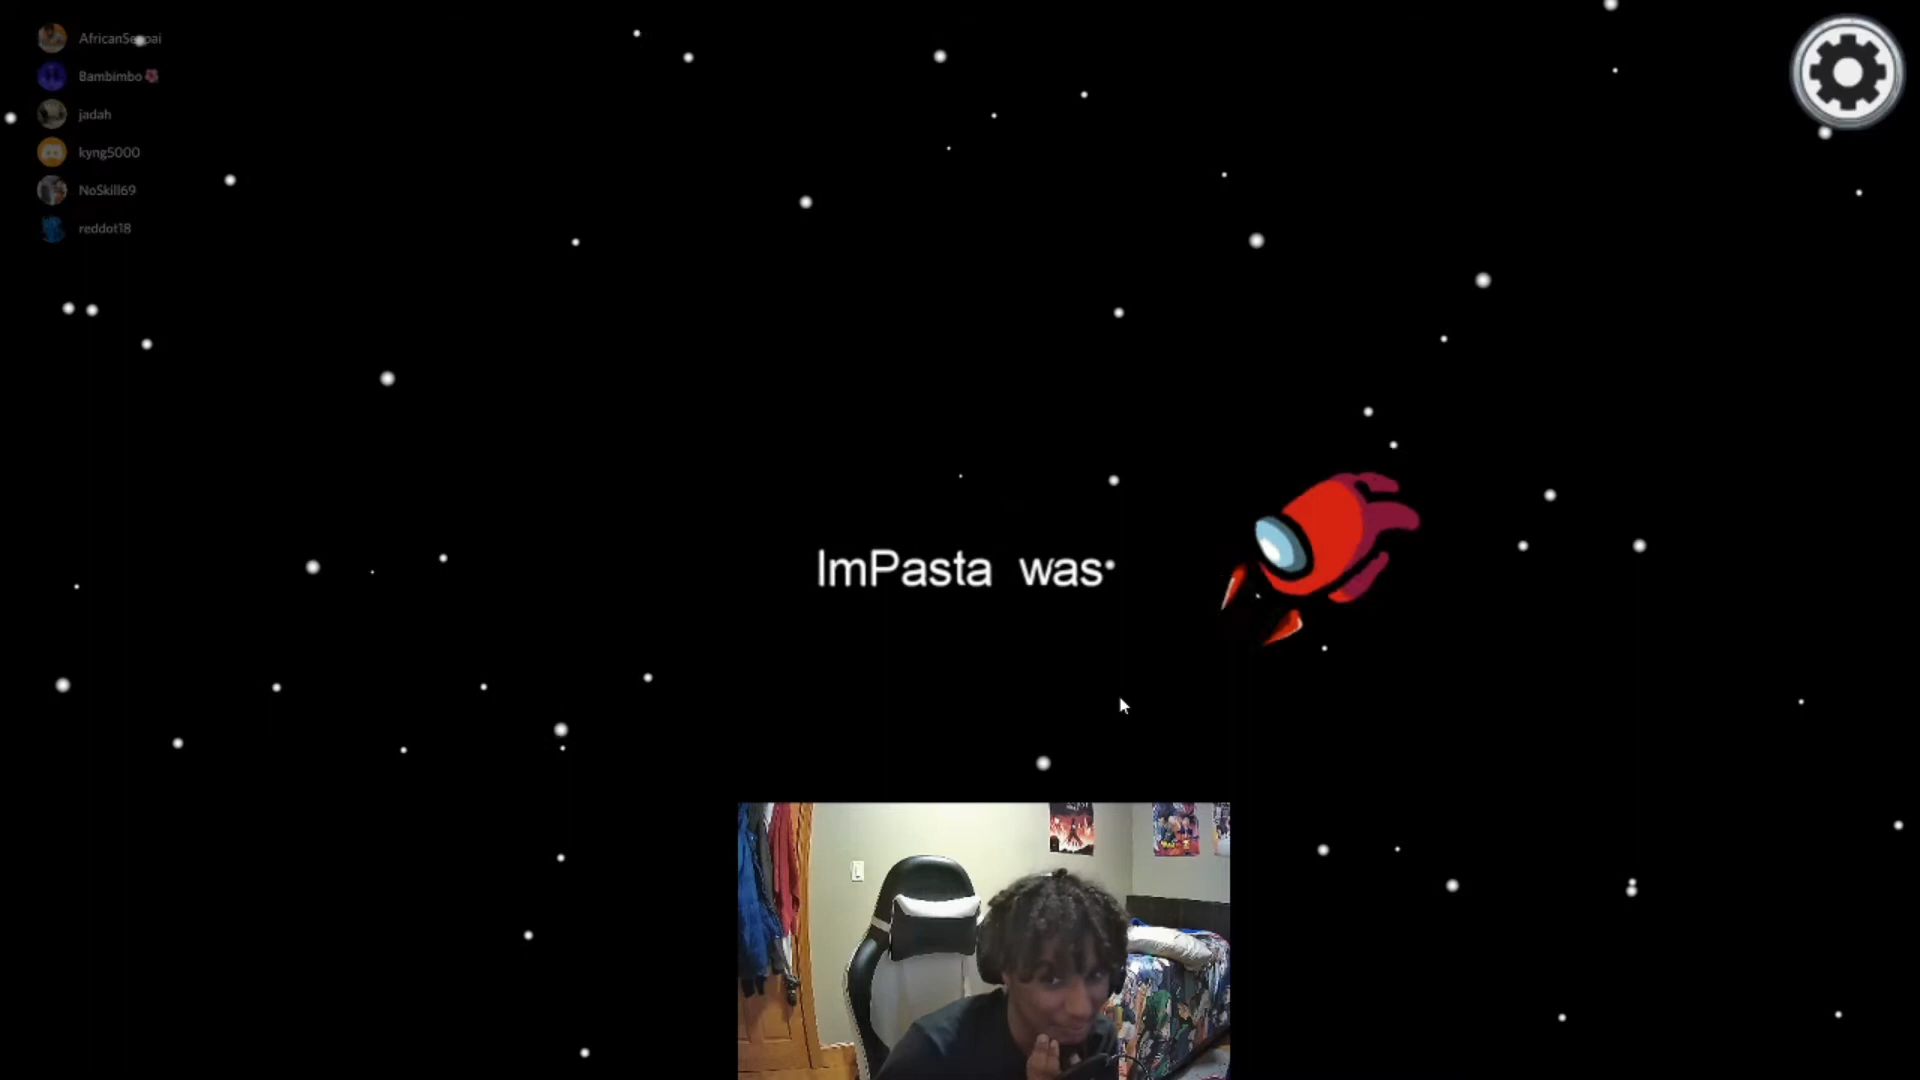 AfricanSenpai
Bambimbo
jadah
kyng5000
NoSkill69
reddot18
ImPasta was